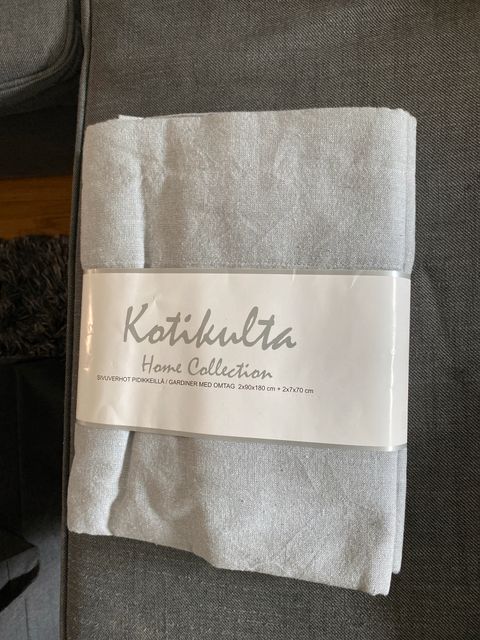 Kotikulta
Home Collection
SIVUVERHOT PIDIKKEILLÄ / GARDINER MED OMTAG 2x90x180 cm + 2x7x70 cm